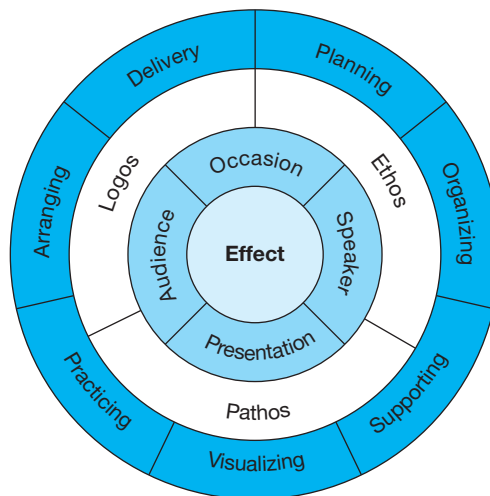 Delivery
Planning
Organizing
Supporting
Visualizing
Practicing
Arranging
Logos
Ethos
Pathos
Occasion
Speaker
Presentation
Audience
Effect